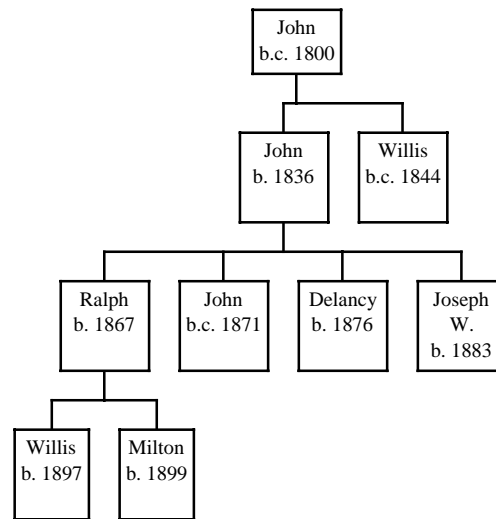 John
b.c. 1800
John
b. 1836
Willis
b.c. 1844
Ralph
b. 1867
John
b.c. 1871
Delancy
b. 1876
Joseph
W.
b. 1883
Willis
b. 1897
Milton
b. 1899